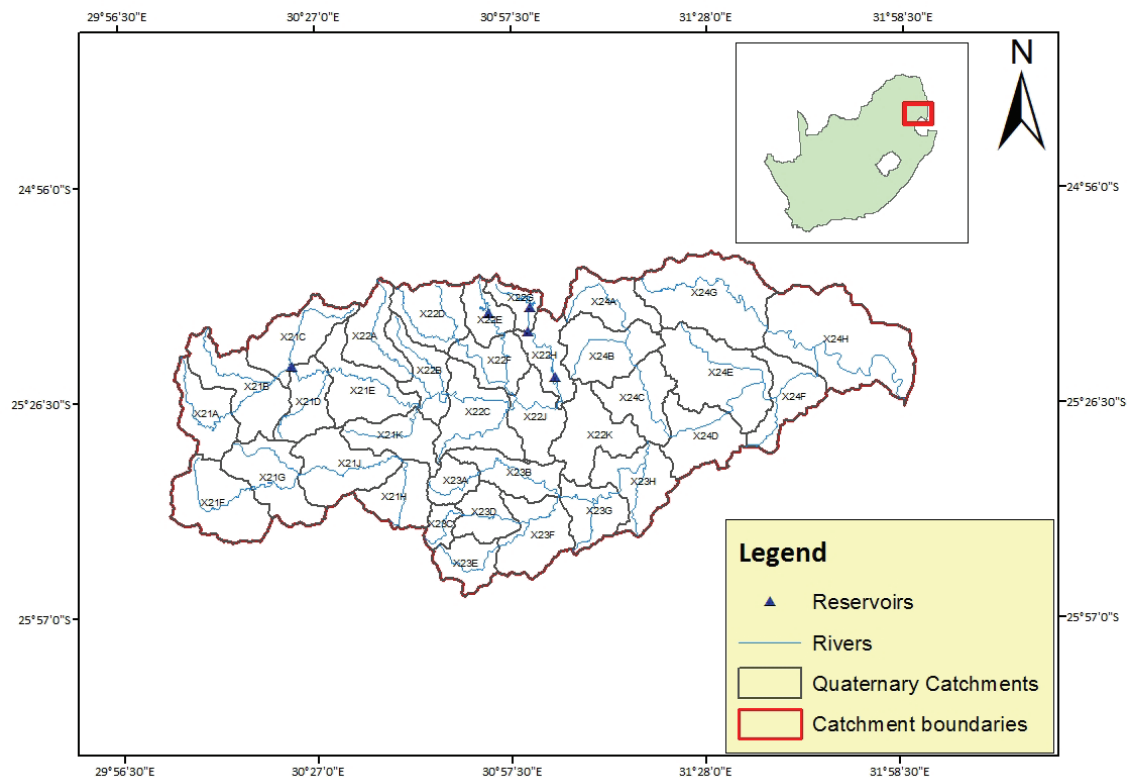 29°56'30"E 30°27'0"E 30°57'30"E 31°28'0"E 31°58'30"E
N
24°56'0"S 24°56'0"S
X22G
X24A
X24G
X22D
X22E
X21C
X22A
X24H
X22F
X22H
X24B
X22B
X24E
X21B
X21E
X24C
X24F
X21D
25°26'30"S 25°26'30"S
X21A
X22C
X22J
X21K
X22K
X24D
X21J
X23B
X21G
X23A
X23H
X21H
X21F
X23D
X23G
X23C
X23F
X23E
Legend
Reservoirs
Rivers
Quaternary Catchments
Catchment boundaries
25°57'0"S 25°57'0"S
29°56'30"E 30°27'0"E 30°57'30"E 31°28'0"E 31°58'30"E